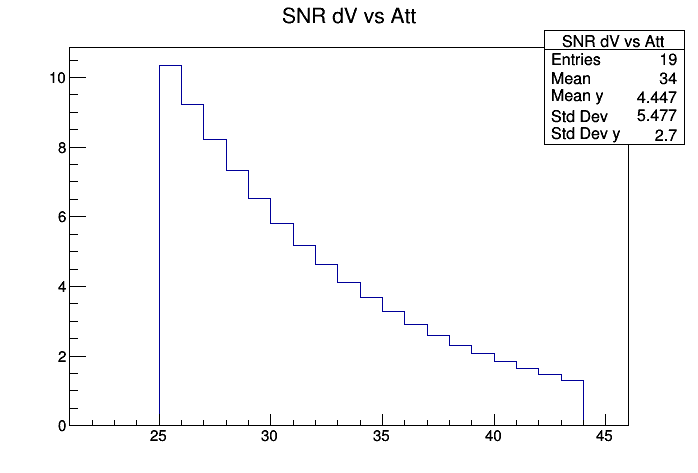 SNR dV vs Att
SNR dV vs Att
Entries 19
Mean 34
Mean y 4.447
Std Dev 5.477
Std Dev y 2.7
10
8
6
4
2
0
25 30 35 40 45